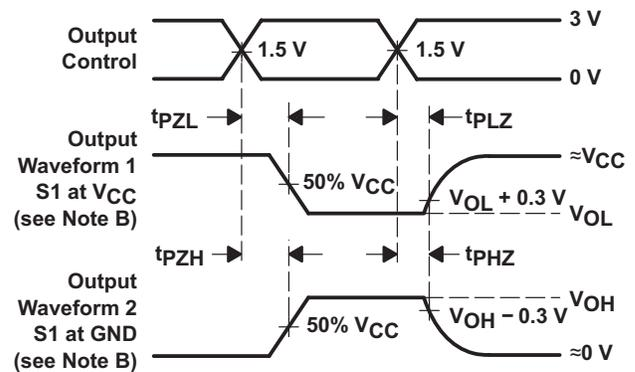 Output
Control
3 V
1.5 V
1.5 V
0 V
tPZL
tPLZ
Output
Waveform 1
S1 at VCC
(see Note B)
≈VCC
50% VCC
VOL + 0.3 V
VOL
tPZH
tPHZ
Output
Waveform 2
S1 at GND
(see Note B)
VOH
50% VCC
VOH − 0.3 V
≈0 V